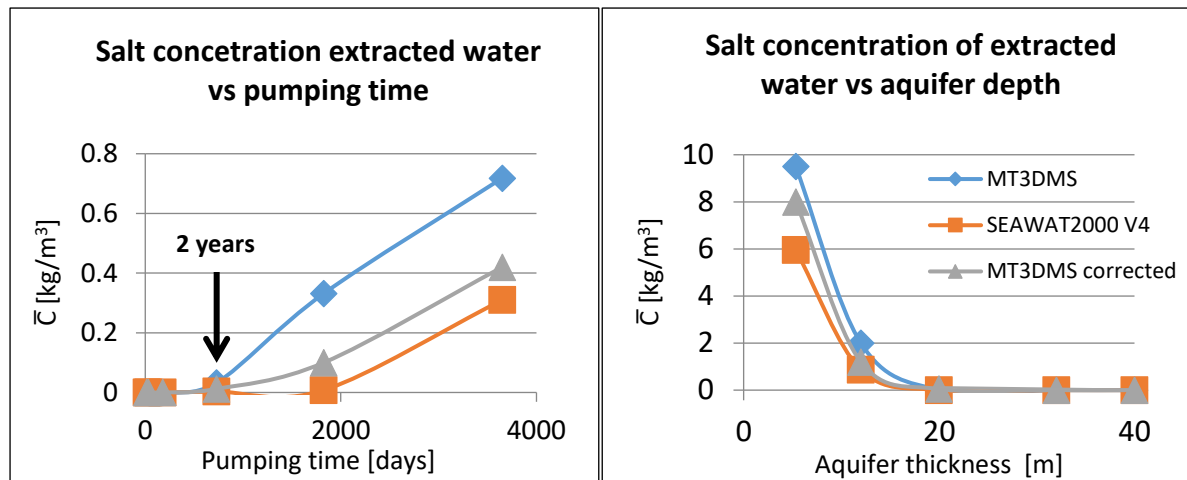 Salt concetration extracted water
vs pumping time
0.8
0.6
0.4
0.2
0
C̅ [kg/m³]
2 years
0
2000
4000
Pumping time [days]
Salt concentration of extracted
water vs aquifer depth
10
8
6
4
2
0
C̅ [kg/m³]
MT3DMS
SEAWAT2000 V4
MT3DMS corrected
0
20
40
Aquifer thickness [m]